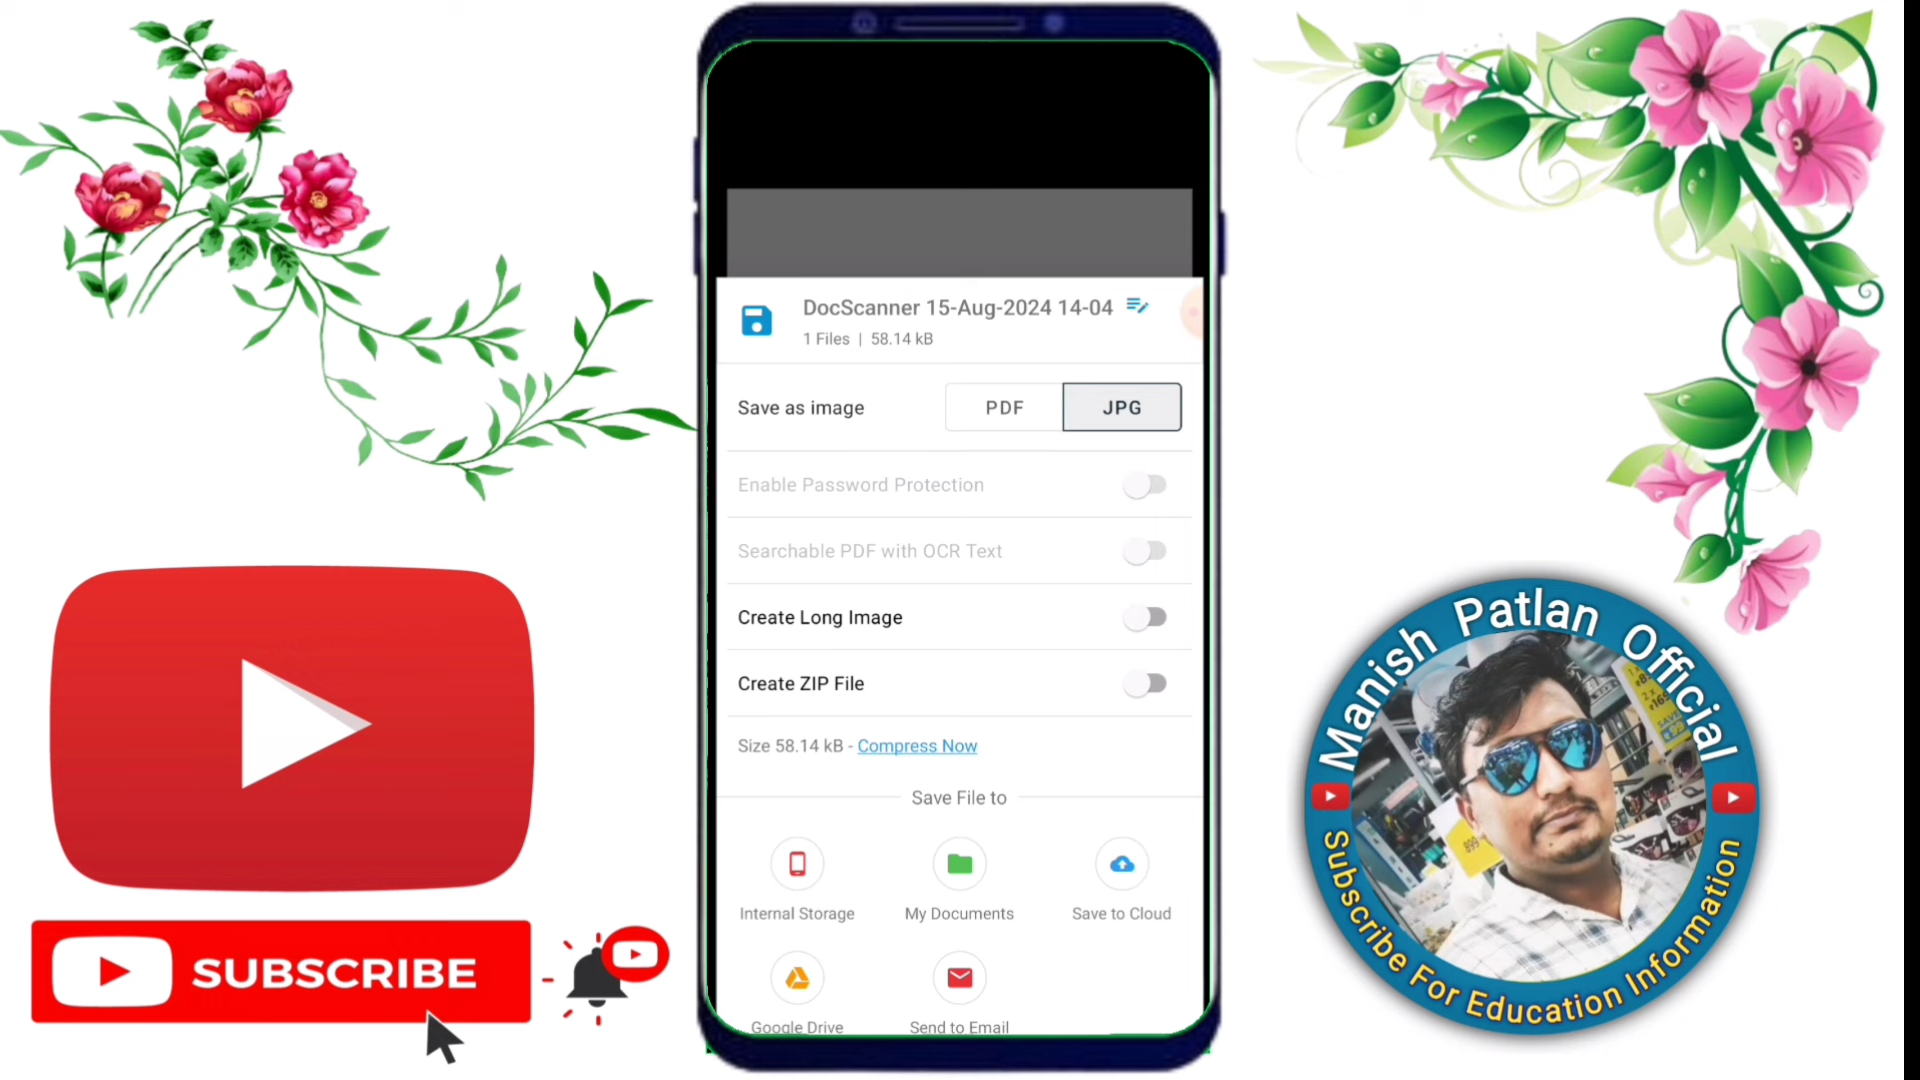 DocScanner 15-Aug-2024 14-04
1 Files | 58.14 kB
Save as image
PDF
JPG
Enable Password Protection
Searchable PDF with OCR Text
Create Long Image
Create ZIP File
Size 58.14 kB - Compress Now
Save File to
Internal Storage
My Documents
Save to Cloud
Google Drive
Send to Email
SUBSCRIBE
Manish Patlan Official
Subscribe For Education Information
899